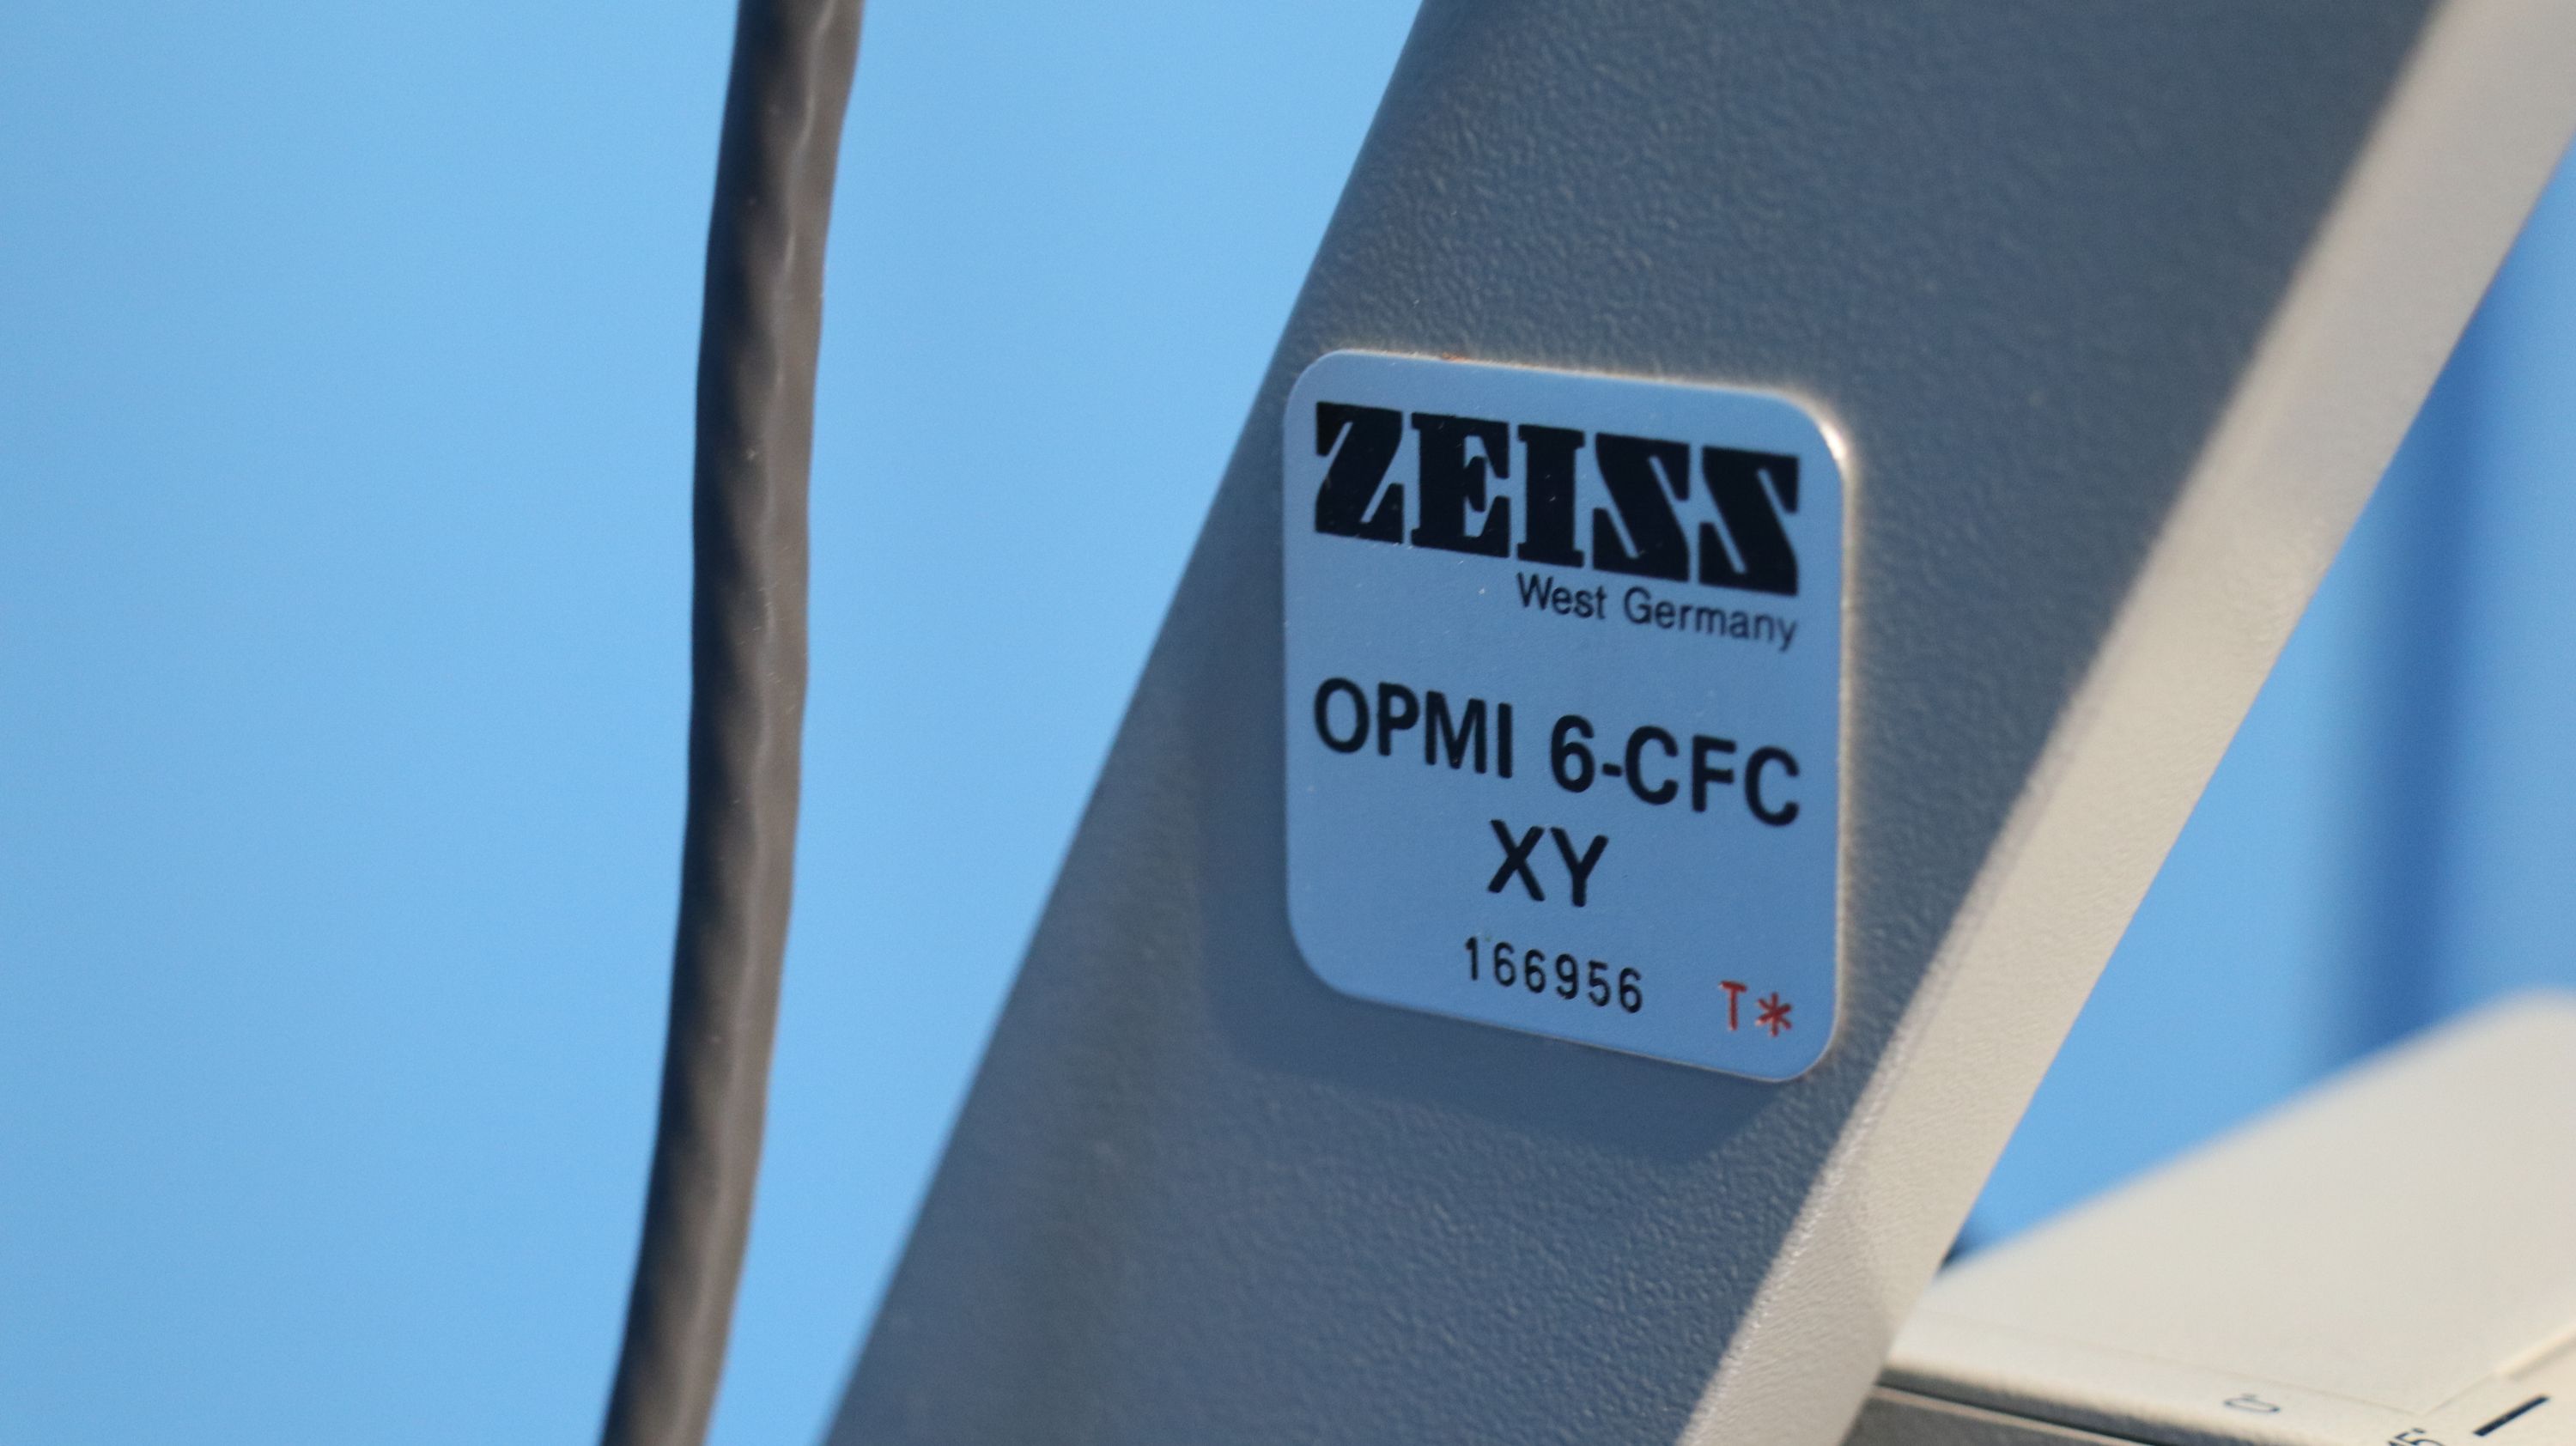 ZEISS
West Germany
OPMI 6-CFC
XY
166956 T*